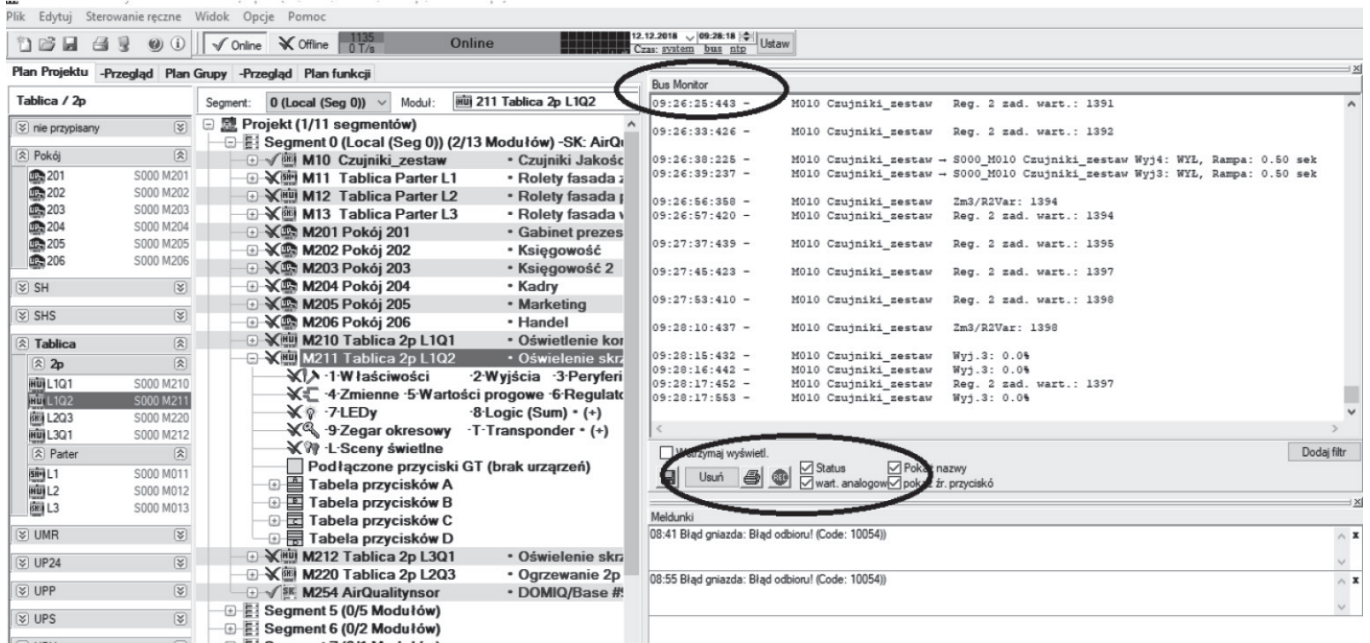 Plik Edytuj Sterowanie ręczne Widok Opcje Pomoc
Online Offline 1135 0 T/s Online 12.12.2018 09:28:18 Czas: system bus ntp Ustaw
Plan Projektu -Przegląd Plan Grupy -Przegląd Plan funkcji
Tablica / 2p
nie przypisany
Pokój
201 S000 M201
202 S000 M202
203 S000 M203
204 S000 M204
205 S000 M205
206 S000 M206
SH
SHS
Tablica
2p
L1Q1 S000 M210
L1Q2 S000 M211
L2Q3 S000 M220
L3Q1 S000 M212
Parter
L1 S000 M011
L2 S000 M012
L3 S000 M013
UMR
UP24
UPP
UPS
Segment: 0 (Local (Seg 0)) Moduł: 211 Tablica 2p L1Q2
Projekt (1/11 segmentów)
Segment 0 (Local (Seg 0)) (2/13 Modułów) -SK: AirQu
M10 Czujniki_zestaw • Czujniki Jakośc
M11 Tablica Parter L1 • Rolety fasada z
M12 Tablica Parter L2 • Rolety fasada p
M13 Tablica Parter L3 • Rolety fasada w
M201 Pokój 201 • Gabinet prezes
M202 Pokój 202 • Księgowość
M203 Pokój 203 • Księgowość 2
M204 Pokój 204 • Kadry
M205 Pokój 205 • Marketing
M206 Pokój 206 • Handel
M210 Tablica 2p L1Q1 • Oświetlenie kor
M211 Tablica 2p L1Q2 • Oświelenie skrz
-1-Właściwości -2-Wyjścia -3-Peryferi
-4-Zmienne -5-Wartości progowe -6-Regulato
-7-LEDy -8-Logic (Sum) • (+)
-9-Zegar okresowy -T-Transponder • (+)
-L-Sceny świetlne
Podłączone przyciski GT (brak urządzeń)
Tabela przycisków A
Tabela przycisków B
Tabela przycisków C
Tabela przycisków D
M212 Tablica 2p L3Q1 • Oświelenie skrz
M220 Tablica 2p L2Q3 • Ogrzewanie 2p
M254 AirQualitynsor • DOMIQ/Base #9
Segment 5 (0/5 Modułów)
Segment 6 (0/2 Modułów)
Bus Monitor
09:26:25:443 - M010 Czujniki_zestaw Reg. 2 zad. wart.: 1391
09:26:33:426 - M010 Czujniki_zestaw Reg. 2 zad. wart.: 1392
09:26:38:225 - M010 Czujniki_zestaw → S000_M010 Czujniki_zestaw Wyj4: WYŁ, Rampa: 0.50 sek
09:26:39:237 - M010 Czujniki_zestaw → S000_M010 Czujniki_zestaw Wyj3: WYŁ, Rampa: 0.50 sek
09:26:56:358 - M010 Czujniki_zestaw Zm3/R2Var: 1394
09:26:57:420 - M010 Czujniki_zestaw Reg. 2 zad. wart.: 1394
09:27:37:439 - M010 Czujniki_zestaw Reg. 2 zad. wart.: 1395
09:27:45:423 - M010 Czujniki_zestaw Reg. 2 zad. wart.: 1397
09:27:53:410 - M010 Czujniki_zestaw Reg. 2 zad. wart.: 1398
09:28:10:437 - M010 Czujniki_zestaw Zm3/R2Var: 1398
09:28:15:432 - M010 Czujniki_zestaw Wyj.3: 0.0%
09:28:16:442 - M010 Czujniki_zestaw Wyj.3: 0.0%
09:28:17:452 - M010 Czujniki_zestaw Reg. 2 zad. wart.: 1397
09:28:17:553 - M010 Czujniki_zestaw Wyj.3: 0.0%
Wstrzymaj wyświetl. Dodaj filtr
Usuń Status Pokaż nazwy
wart. analogow pokaż źr. przyciskó
Meldunki
08:41 Błąd gniazda: Błąd odbioru! (Code: 10054))
08:55 Błąd gniazda: Błąd odbioru! (Code: 10054))